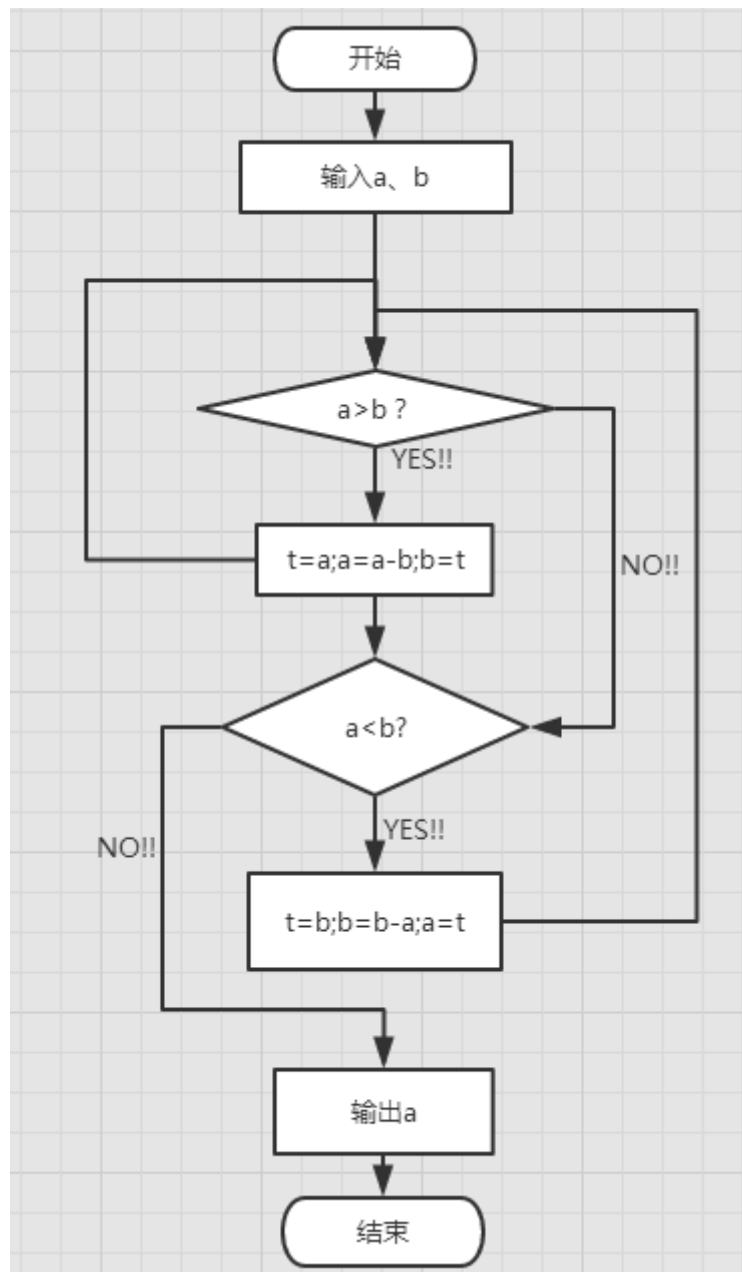 开始
输入a、b
a>b ?
YES!!
t=a;a=a-b;b=t
NO!!
a<b?
YES!!
NO!!
t=b;b=b-a;a=t
输出a
结束